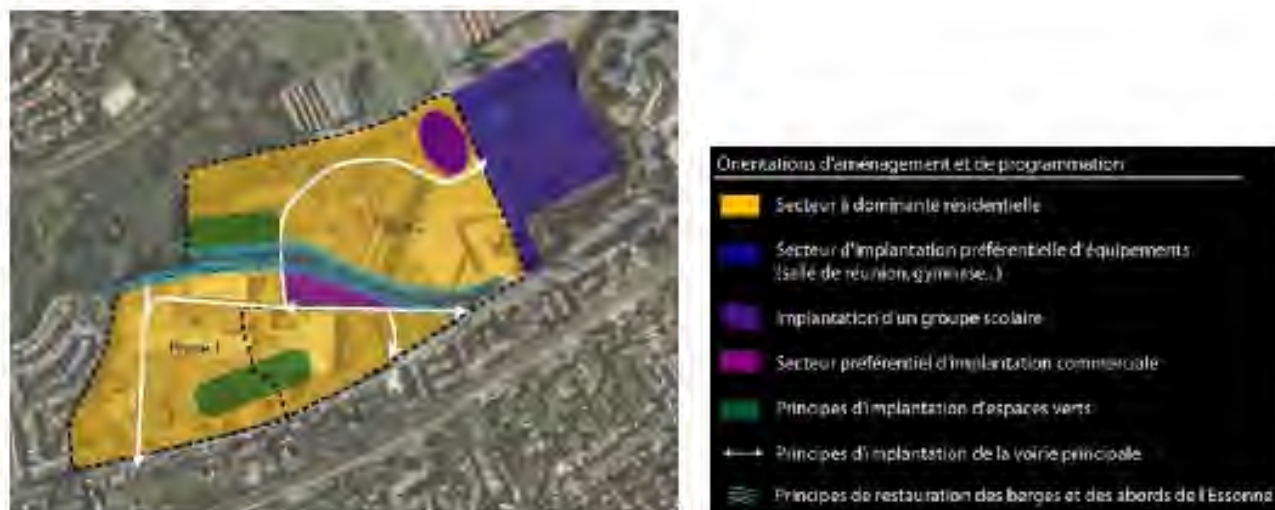 Orientations d'aménagement et de programmation
Secteur à dominante résidentielle
Secteur d'implantation préférentielle d'équipements
(salle de réunion, gymnase...)
Implantation d'un groupe scolaire
Secteur préférentiel d'implantation commerciale
Principes d'implantation d'espaces verts
Principes d'implantation de la voirie principale
Principes de restauration des berges et des abords de l'Essonne